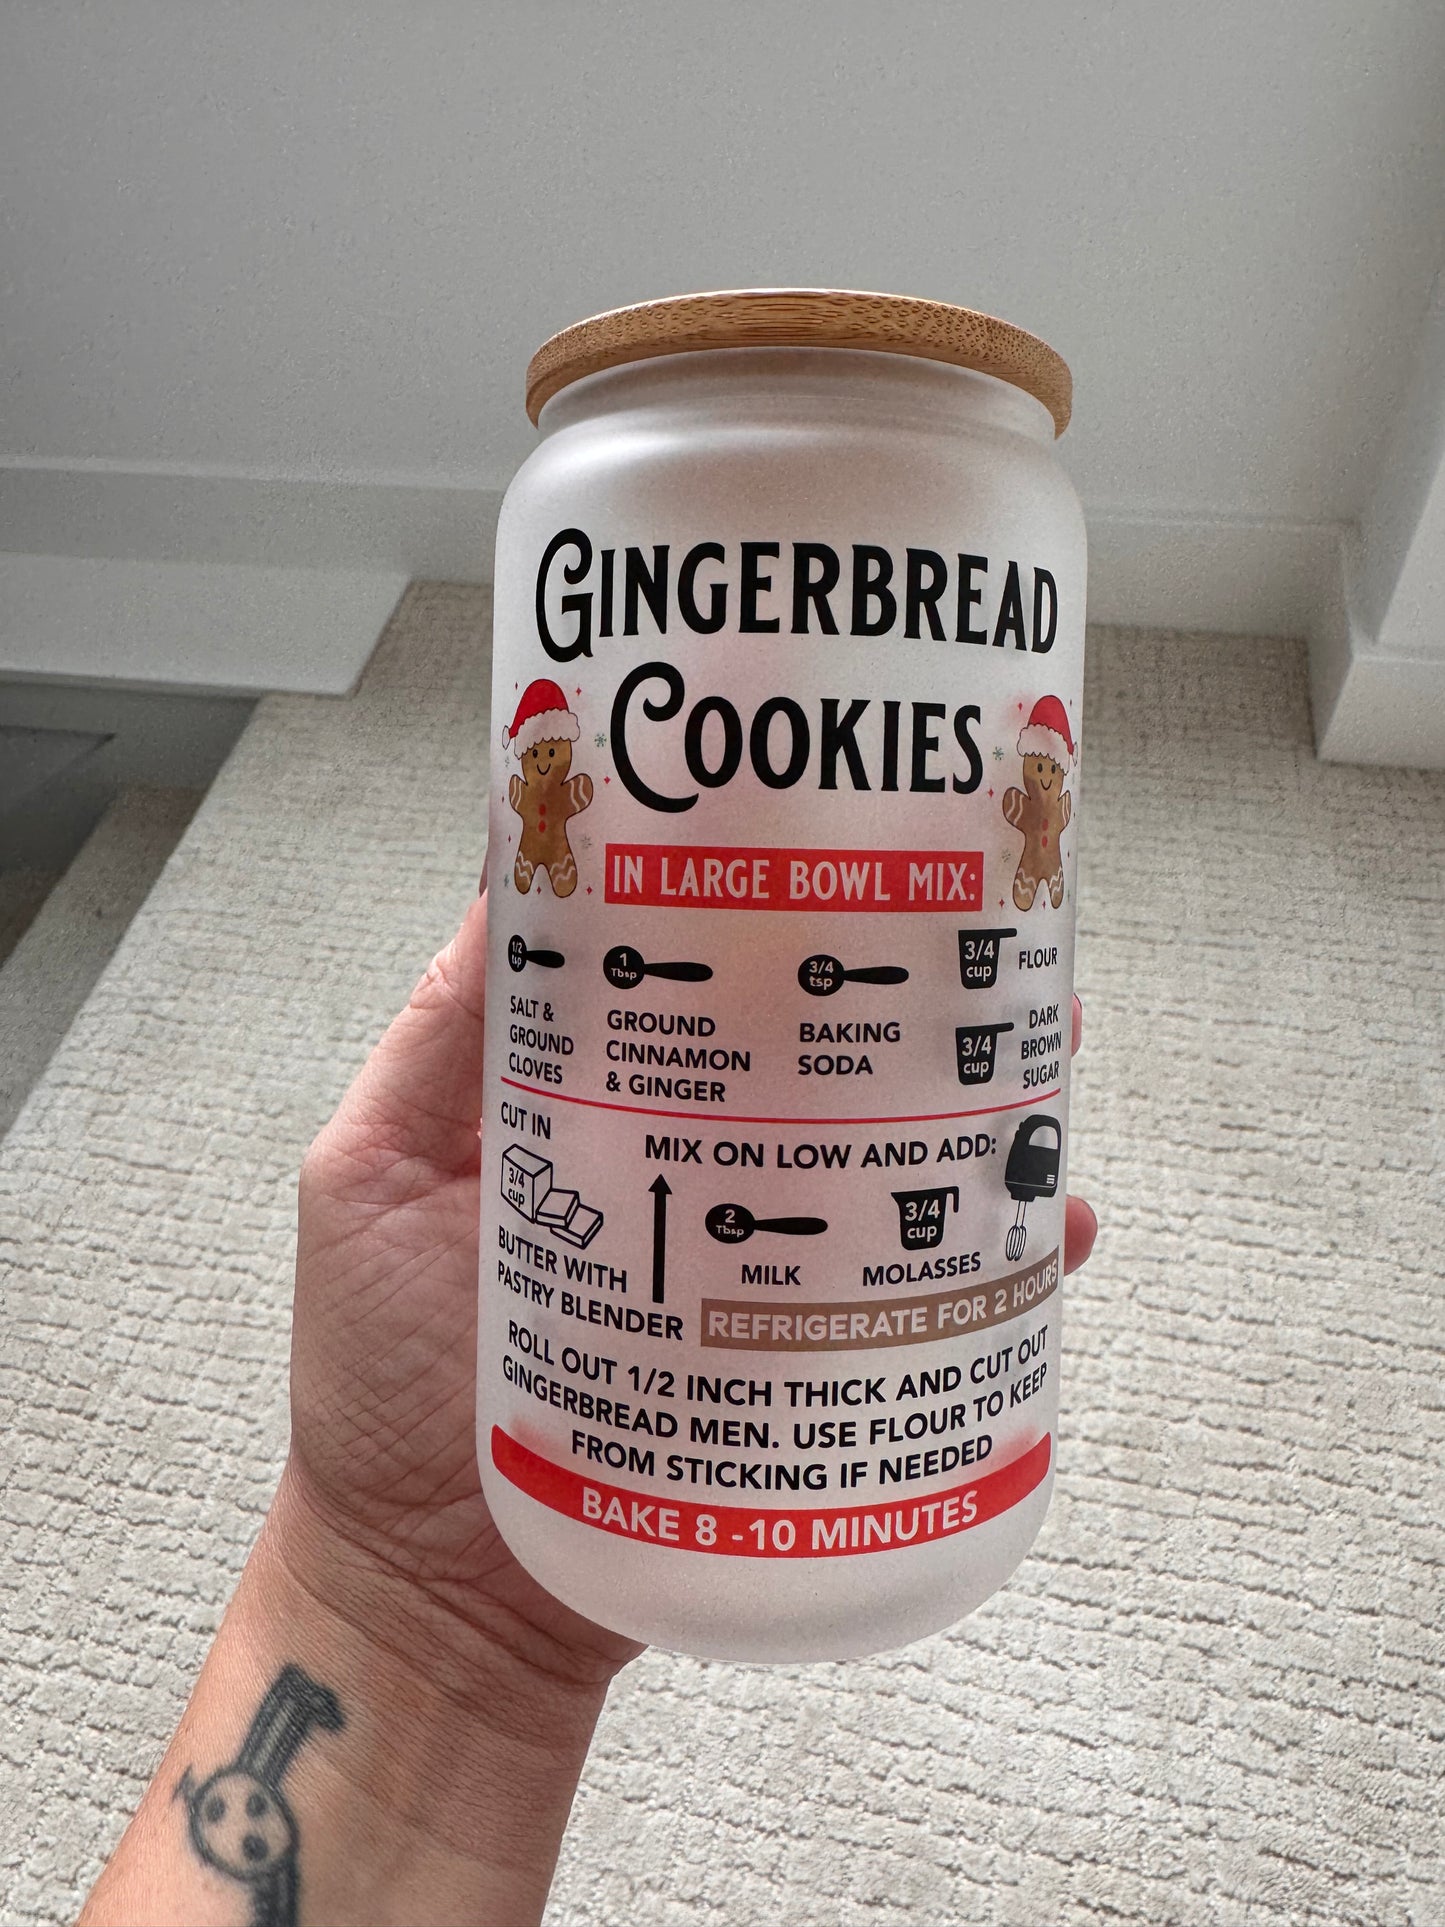 GINGERBREAD
COOKIES
IN LARGE BOWL MIX:
1/2
tsp
SALT &
GROUND
CLOVES
1
Tbsp
GROUND
CINNAMON
& GINGER
3/4
tsp
BAKING
SODA
3/4
cup
FLOUR
3/4
cup
DARK
BROWN
SUGAR
CUT IN
3/4
cup
BUTTER WITH
PASTRY BLENDER
MIX ON LOW AND ADD:
2
Tbsp
MILK
3/4
cup
MOLASSES
REFRIGERATE FOR 2 HOURS
ROLL OUT 1/2 INCH THICK AND CUT OUT
GINGERBREAD MEN. USE FLOUR TO KEEP
FROM STICKING IF NEEDED
BAKE 8 -10 MINUTES